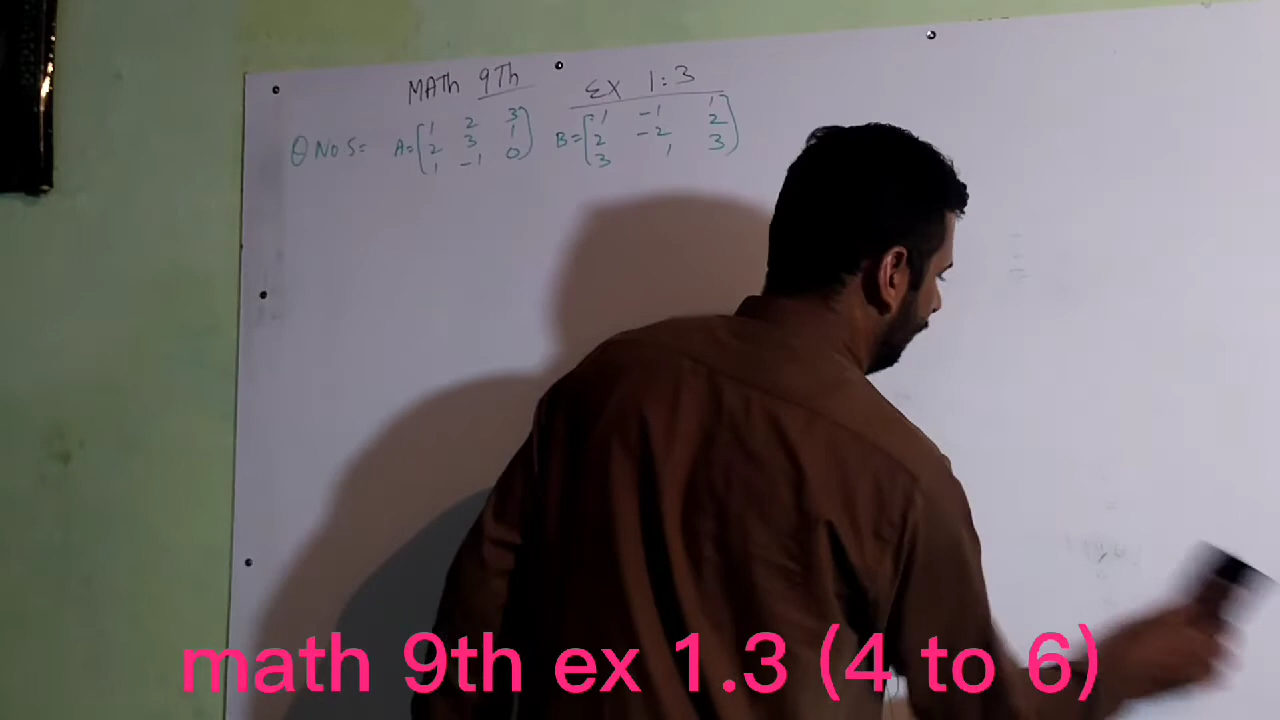 MATh 9Th Ex 1:3
Q No 5= A=[1 2 3 B=[1 -1 1
2 3 1 2 -2 2
1 -1 0] 3 1 3]
math 9th ex 1.3 (4 to 6)